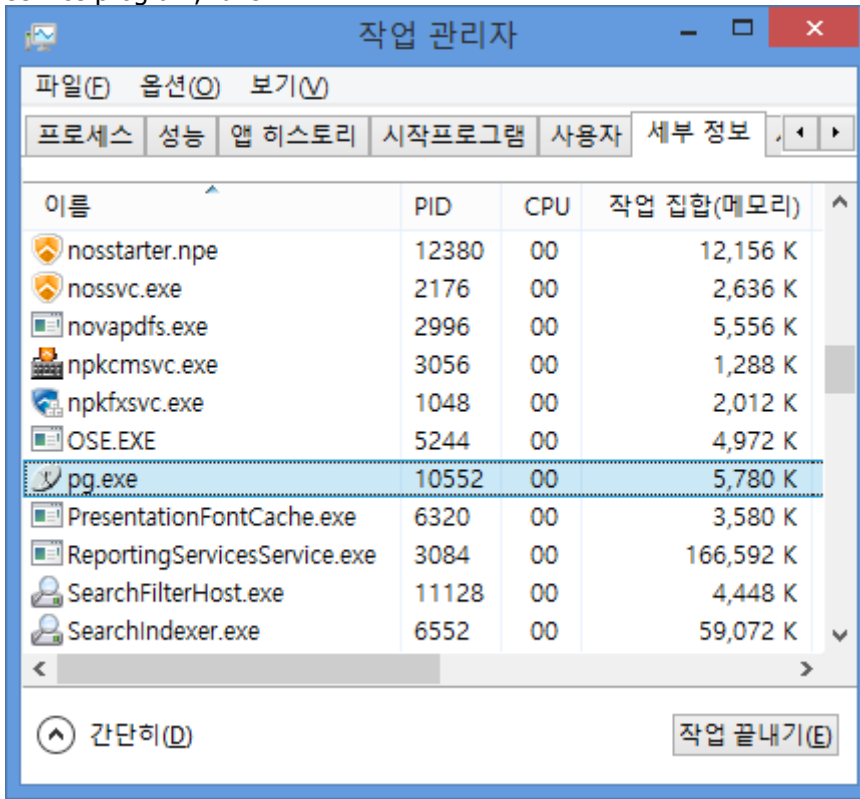 작업 관리자
파일(F) 옵션(O) 보기(V)
프로세스 성능 앱 히스토리 시작프로그램 사용자 세부 정보
이름 PID CPU 작업 집합(메모리)
nosstarter.npe 12380 00 12,156 K
nossvc.exe 2176 00 2,636 K
novapdfs.exe 2996 00 5,556 K
npkcmsvc.exe 3056 00 1,288 K
npkfxsvc.exe 1048 00 2,012 K
OSE.EXE 5244 00 4,972 K
pg.exe 10552 00 5,780 K
PresentationFontCache.exe 6320 00 3,580 K
ReportingServicesService.exe 3084 00 166,592 K
SearchFilterHost.exe 11128 00 4,448 K
SearchIndexer.exe 6552 00 59,072 K
간단히(D) 작업 끝내기(E)